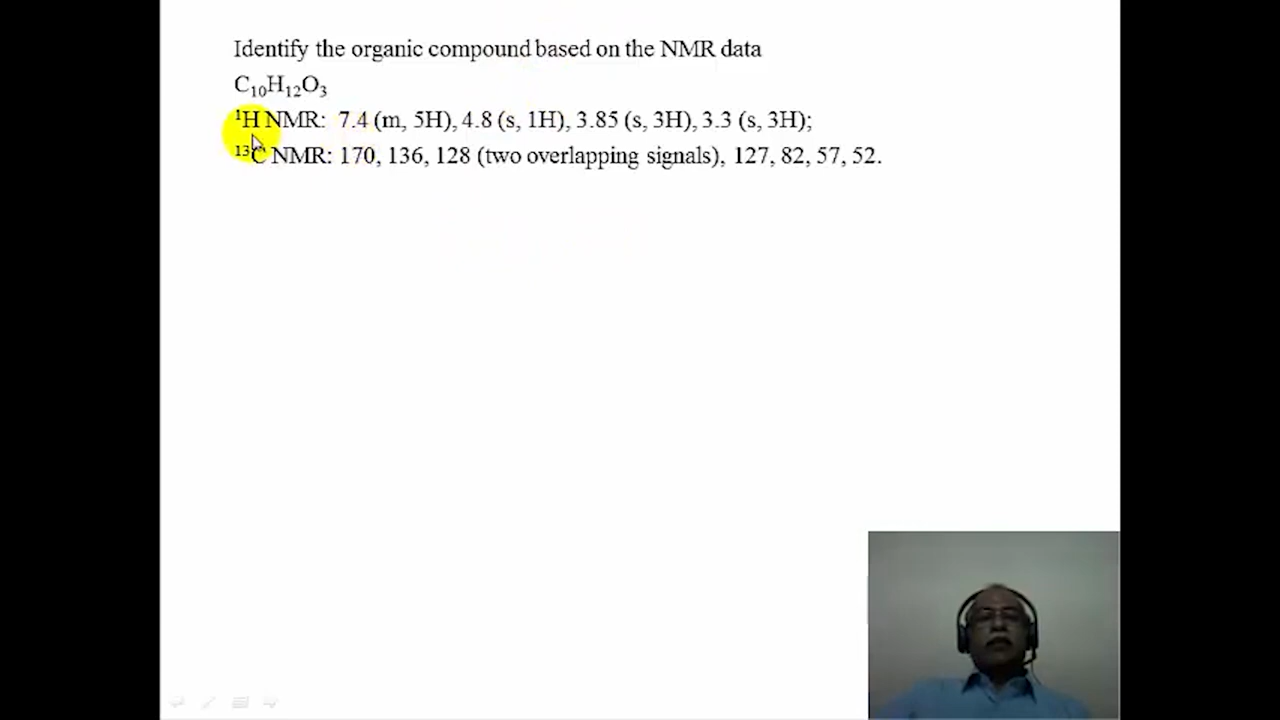 Identify the organic compound based on the NMR data
C₁₀H₁₂O₃
¹H NMR: 7.4 (m, 5H), 4.8 (s, 1H), 3.85 (s, 3H), 3.3 (s, 3H);
¹³C NMR: 170, 136, 128 (two overlapping signals), 127, 82, 57, 52.